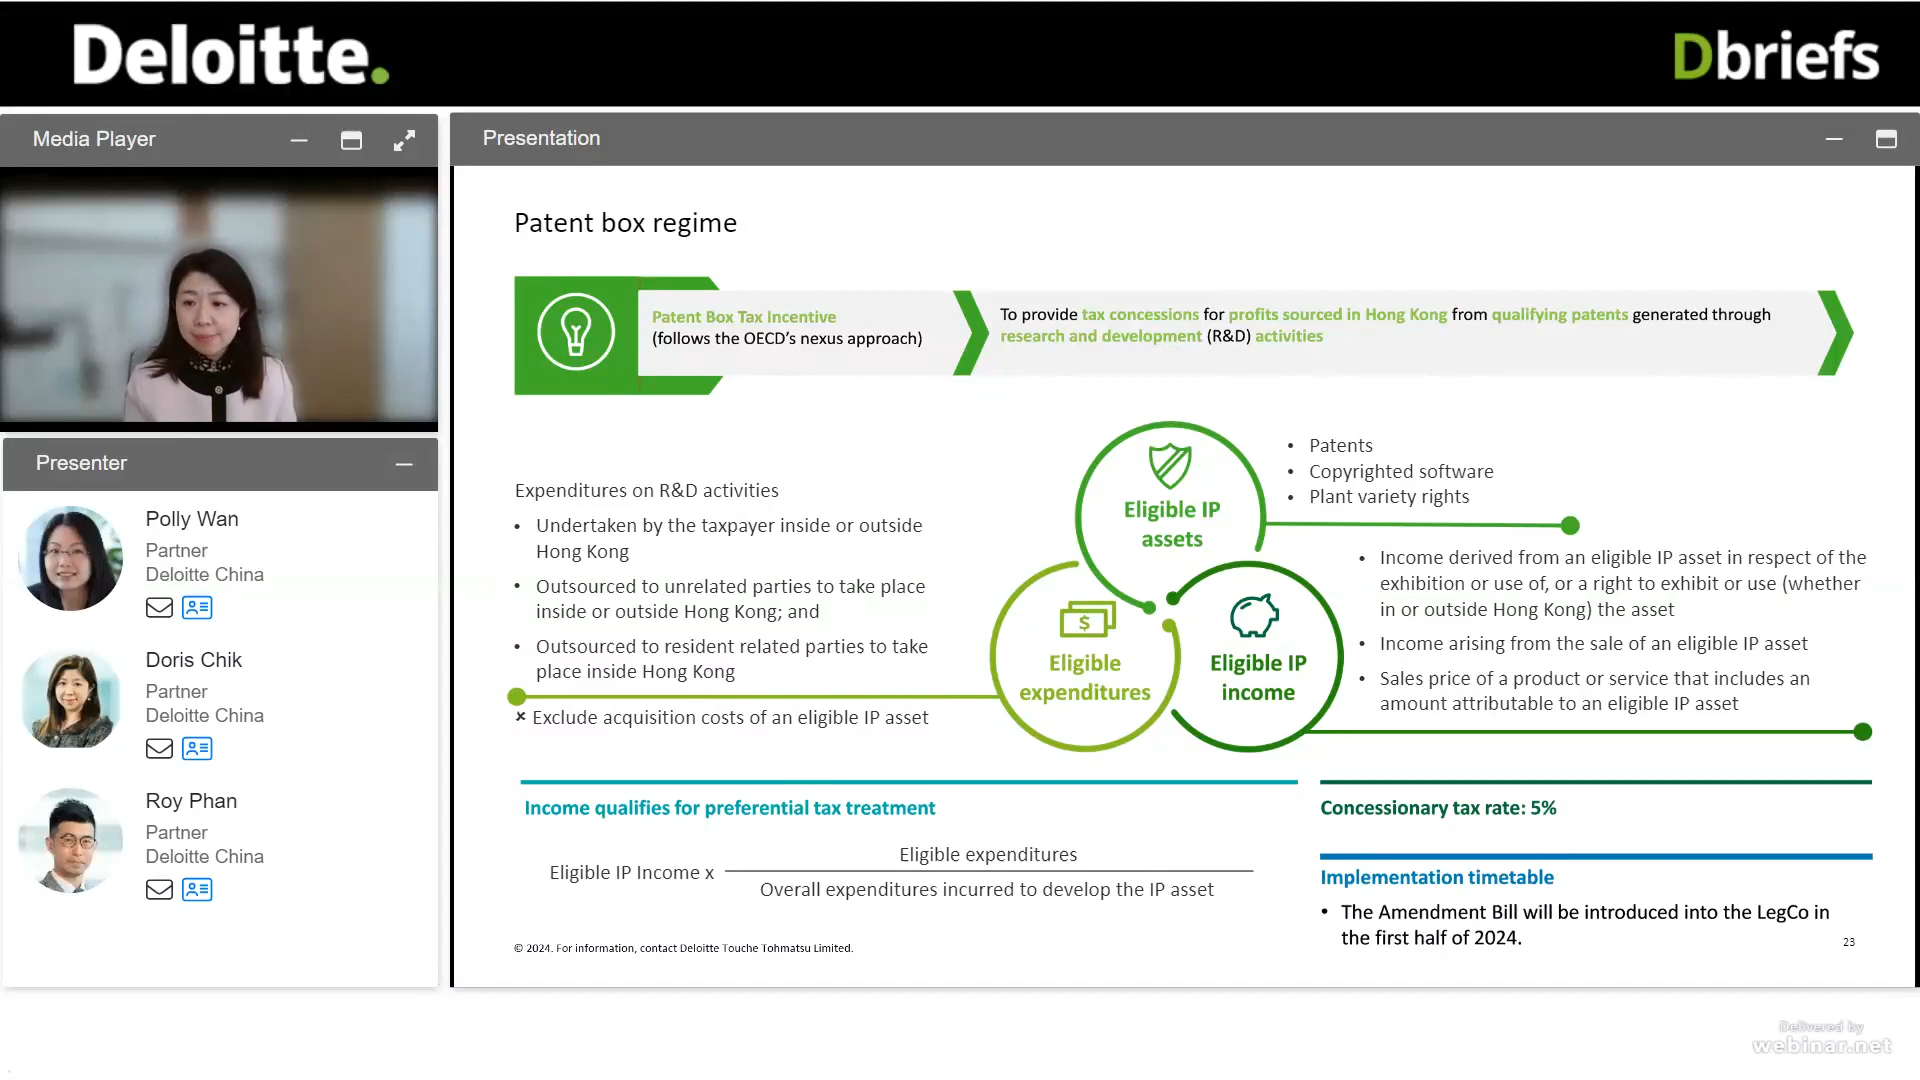 Deloitte.
Dbriefs
Media Player
Presentation
Presenter
Polly Wan
Partner
Deloitte China
Doris Chik
Partner
Deloitte China
Roy Phan
Partner
Deloitte China
Patent box regime
Patent Box Tax Incentive
(follows the OECD's nexus approach)
To provide tax concessions for profits sourced in Hong Kong from qualifying patents generated through
research and development (R&D) activities
Expenditures on R&D activities
• Undertaken by the taxpayer inside or outside
Hong Kong
• Outsourced to unrelated parties to take place
inside or outside Hong Kong; and
• Outsourced to resident related parties to take
place inside Hong Kong
× Exclude acquisition costs of an eligible IP asset
Eligible IP
assets
$
Eligible
expenditures
Eligible IP
income
• Patents
• Copyrighted software
• Plant variety rights
• Income derived from an eligible IP asset in respect of the
exhibition or use of, or a right to exhibit or use (whether
in or outside Hong Kong) the asset
• Income arising from the sale of an eligible IP asset
• Sales price of a product or service that includes an
amount attributable to an eligible IP asset
Income qualifies for preferential tax treatment
Eligible IP Income x
Eligible expenditures
Overall expenditures incurred to develop the IP asset
Concessionary tax rate: 5%
Implementation timetable
• The Amendment Bill will be introduced into the LegCo in
the first half of 2024.
© 2024. For information, contact Deloitte Touche Tohmatsu Limited.
23
Delivered by
webinar.net